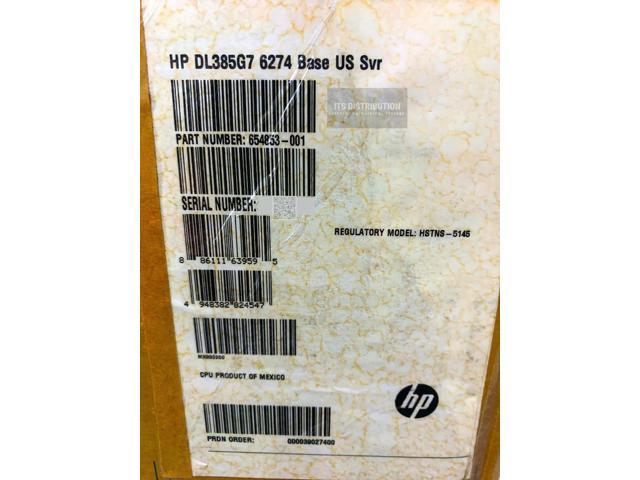 HP DL385G7 6274 Base US Svr
ITS DISTRIBUTION
PART NUMBER: 654853-001
SERIAL NUMBER:
REGULATORY MODEL: HSTNS-5145
8 86111 63959 5
4 948382 824547
CPU PRODUCT OF MEXICO
hp
PRDN ORDER: 000039027400